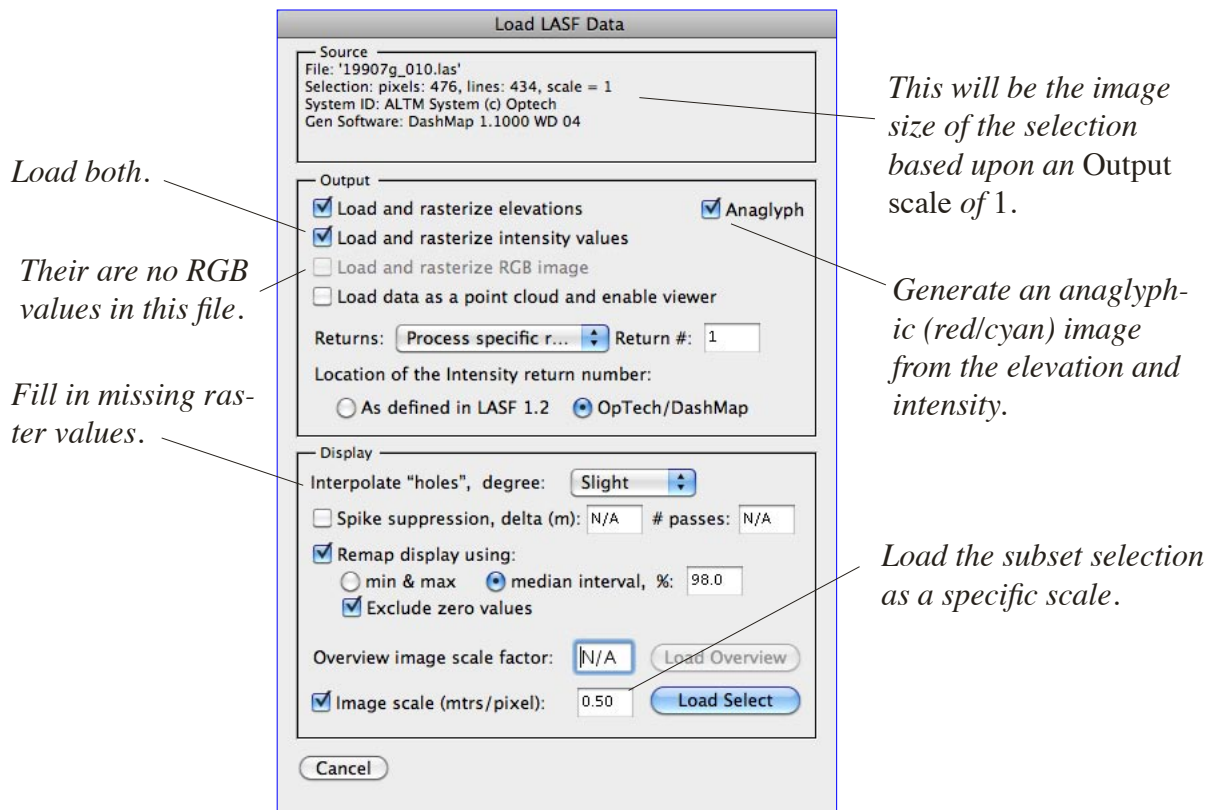 Load LASF Data
Source
File: '19907g_010.las'
Selection: pixels: 476, lines: 434, scale = 1
System ID: ALTM System (c) Optech
Gen Software: DashMap 1.1000 WD 04
This will be the image
size of the selection
based upon an Output
scale of 1.
Load both.
Output
Load and rasterize elevations
Anaglyph
Load and rasterize intensity values
Their are no RGB
values in this file.
Load and rasterize RGB image
Load data as a point cloud and enable viewer
Generate an anaglyph-
ic (red/cyan) image
from the elevation and
intensity.
Returns: Process specific r... Return #: 1
Location of the Intensity return number:
As defined in LASF 1.2 OpTech/DashMap
Fill in missing ras-
ter values.
Display
Interpolate “holes”, degree: Slight
Spike suppression, delta (m): N/A # passes: N/A
Remap display using:
min & max median interval, %: 98.0
Exclude zero values
Load the subset selection
as a specific scale.
Overview image scale factor: N/A Load Overview
Image scale (mtrs/pixel): 0.50 Load Select
Cancel